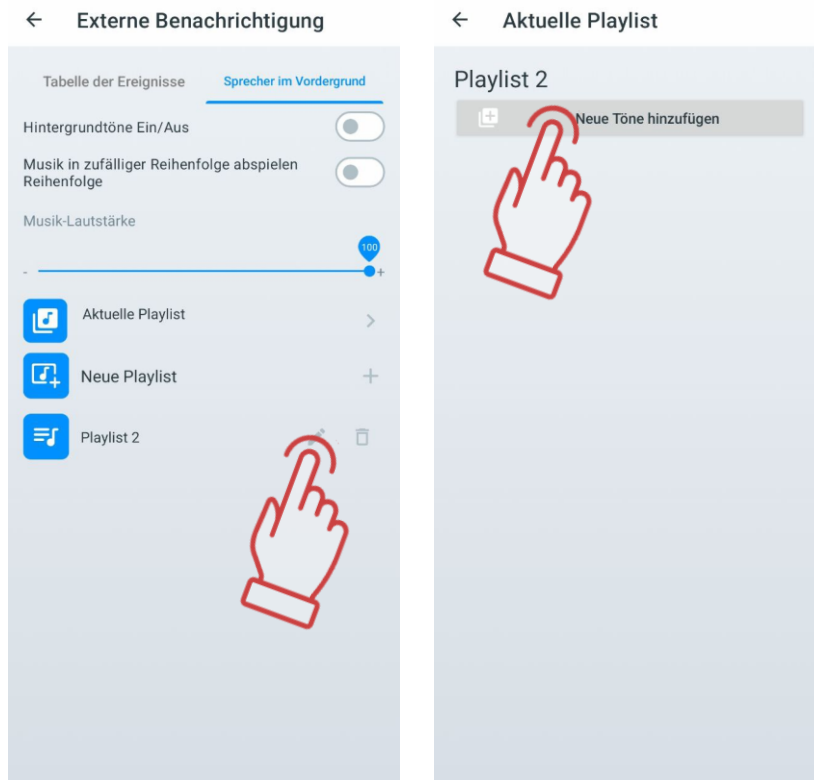 Externe Benachrichtigung
Tabelle der Ereignisse
Sprecher im Vordergrund
Hintergrundtöne Ein/Aus
Musik in zufälliger Reihenfolge abspielen
Reihenfolge
Musik-Lautstärke
100
- +
Aktuelle Playlist
Neue Playlist
Playlist 2
Aktuelle Playlist
Playlist 2
Neue Töne hinzufügen